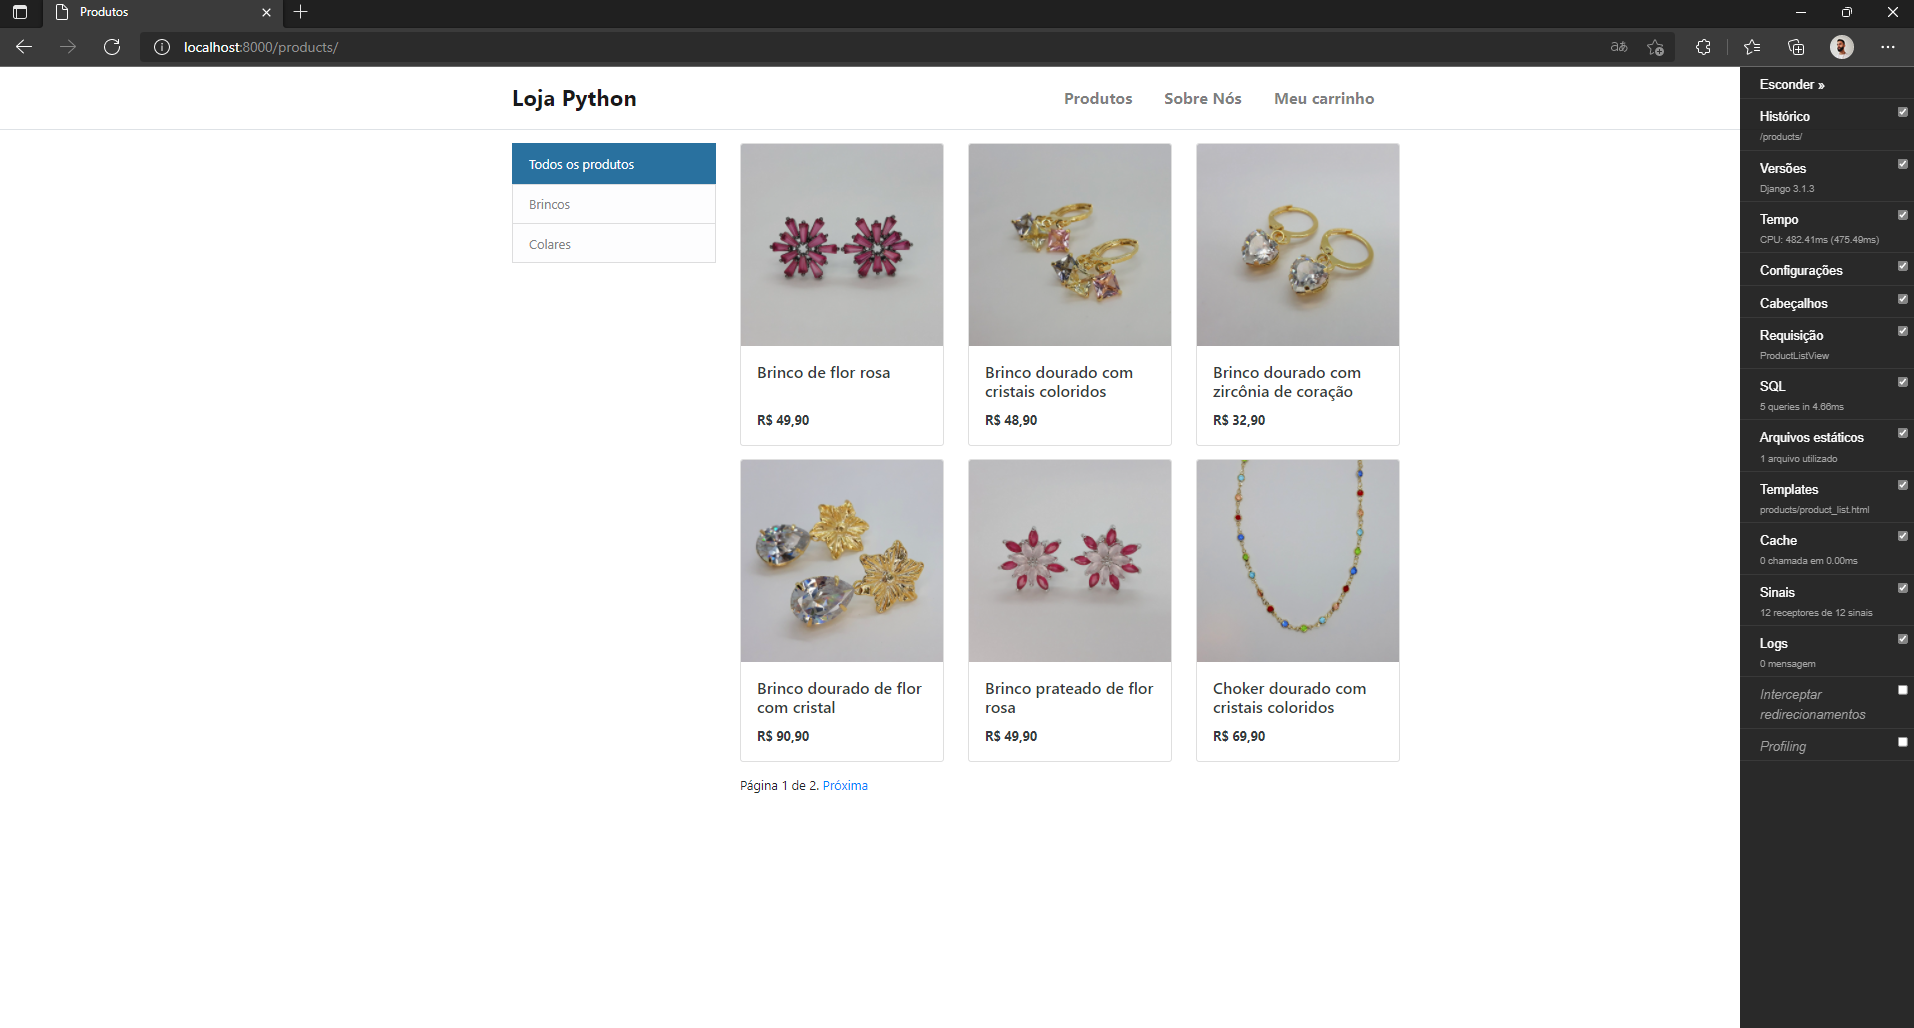 Produtos
localhost:8000/products/
Loja Python
Produtos
Sobre Nós
Meu carrinho
Todos os produtos
Brincos
Colares
Brinco de flor rosa
R$ 49,90
Brinco dourado com
cristais coloridos
R$ 48,90
Brinco dourado com
zircônia de coração
R$ 32,90
Brinco dourado de flor
com cristal
R$ 90,90
Brinco prateado de flor
rosa
R$ 49,90
Choker dourado com
cristais coloridos
R$ 69,90
Página 1 de 2. Próxima
Esconder »
Histórico
/products/
Versões
Django 3.1.3
Tempo
CPU: 482.41ms (475.49ms)
Configurações
Cabeçalhos
Requisição
ProductListView
SQL
5 queries in 4.66ms
Arquivos estáticos
1 arquivo utilizado
Templates
products/product_list.html
Cache
0 chamada em 0.00ms
Sinais
12 receptores de 12 sinais
Logs
0 mensagem
Interceptar
redirecionamentos
Profiling